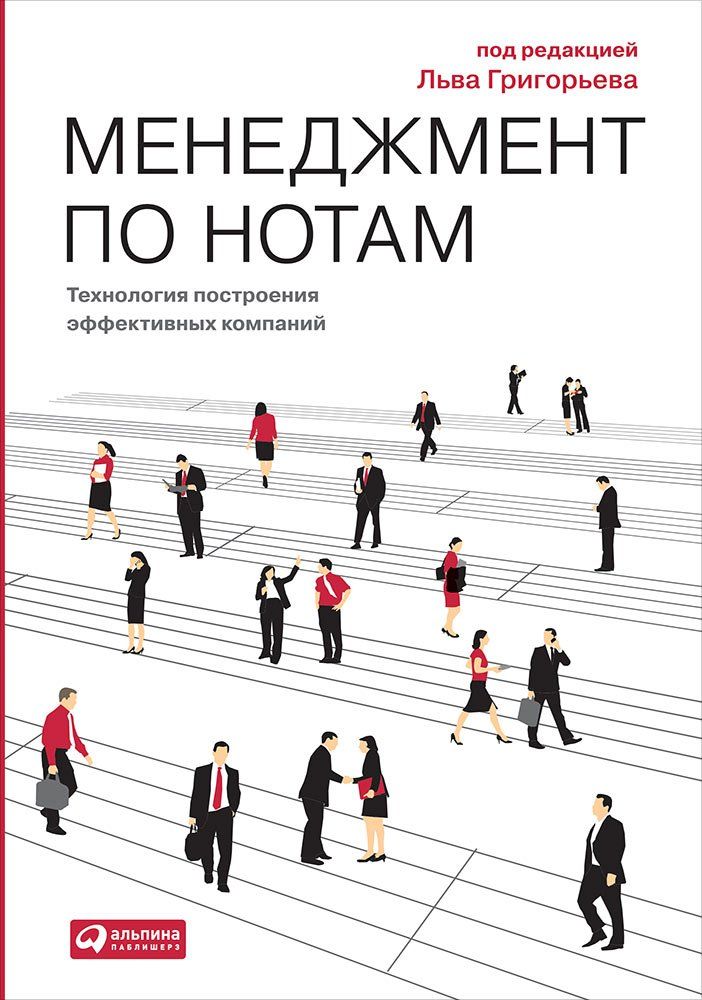 под редакцией
Льва Григорьева
МЕНЕДЖМЕНТ
ПО НОТАМ
Технология построения
эффективных компаний
альпина
ПАБЛИШЕРЗ